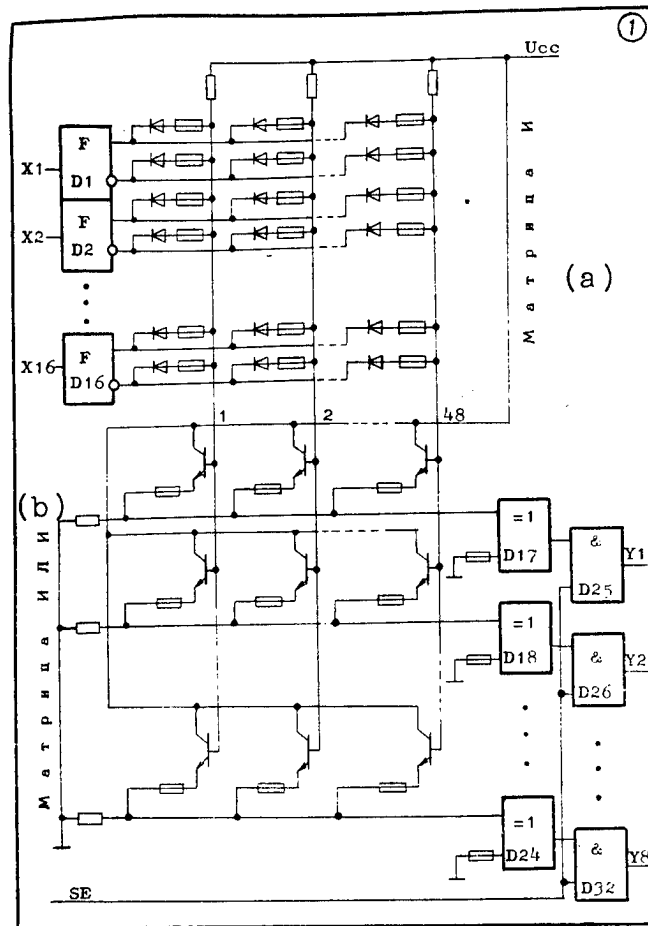 1
Ucc
F
X1
D1
F
X2
D2
F
X16
D16
Матрица И
(a)
1
2
48
(b)
Матрица ИЛИ
=1
D17
&
Y1
D25
=1
D18
&
Y2
D26
=1
D24
&
Y8
D32
SE